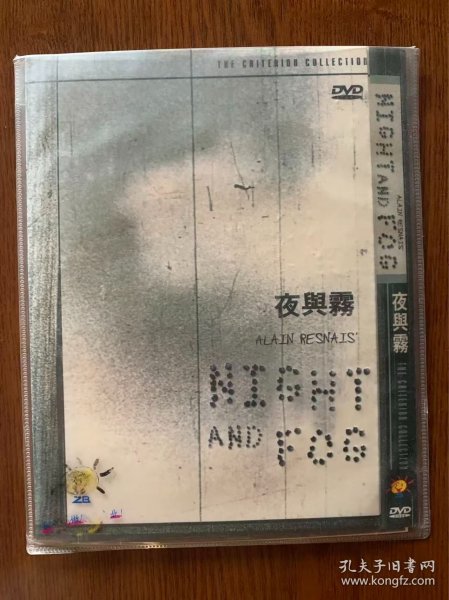 THE CRITERION COLLECTION
DVD
夜與霧
ALAIN RESNAIS'
NIGHT
AND FOG
ZB
NIGHT AND FOG
ALAIN RESNAIS'
夜與霧
THE CRITERION COLLECTION
DVD
孔夫子旧书网
www.kongfz.com